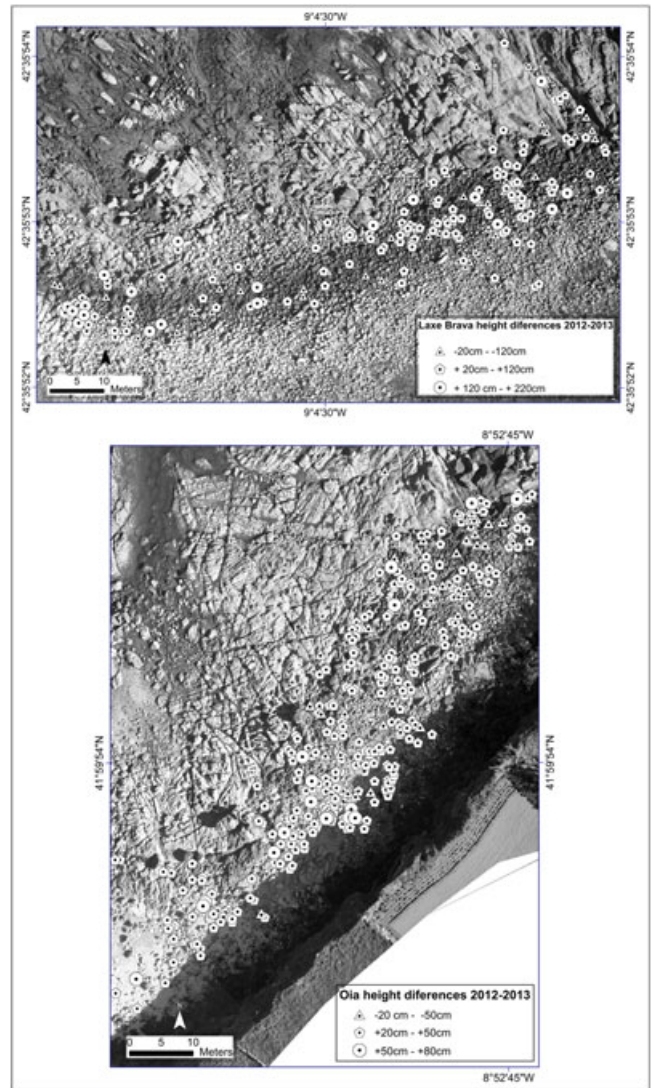 9°4'30"W
42°35'54"N
42°35'54"N
42°35'53"N
42°35'53"N
Laxe Brava height diferences 2012-2013
-20cm - -120cm
+ 20cm - +120cm
+ 120 cm - + 220cm
0 5 10
Meters
42°35'52"N
42°35'52"N
9°4'30"W
8°52'45"W
41°59'54"N
41°59'54"N
Oia height diferences 2012-2013
-20 cm - -50cm
+20cm - +50cm
+50cm - +80cm
0 5 10
Meters
8°52'45"W